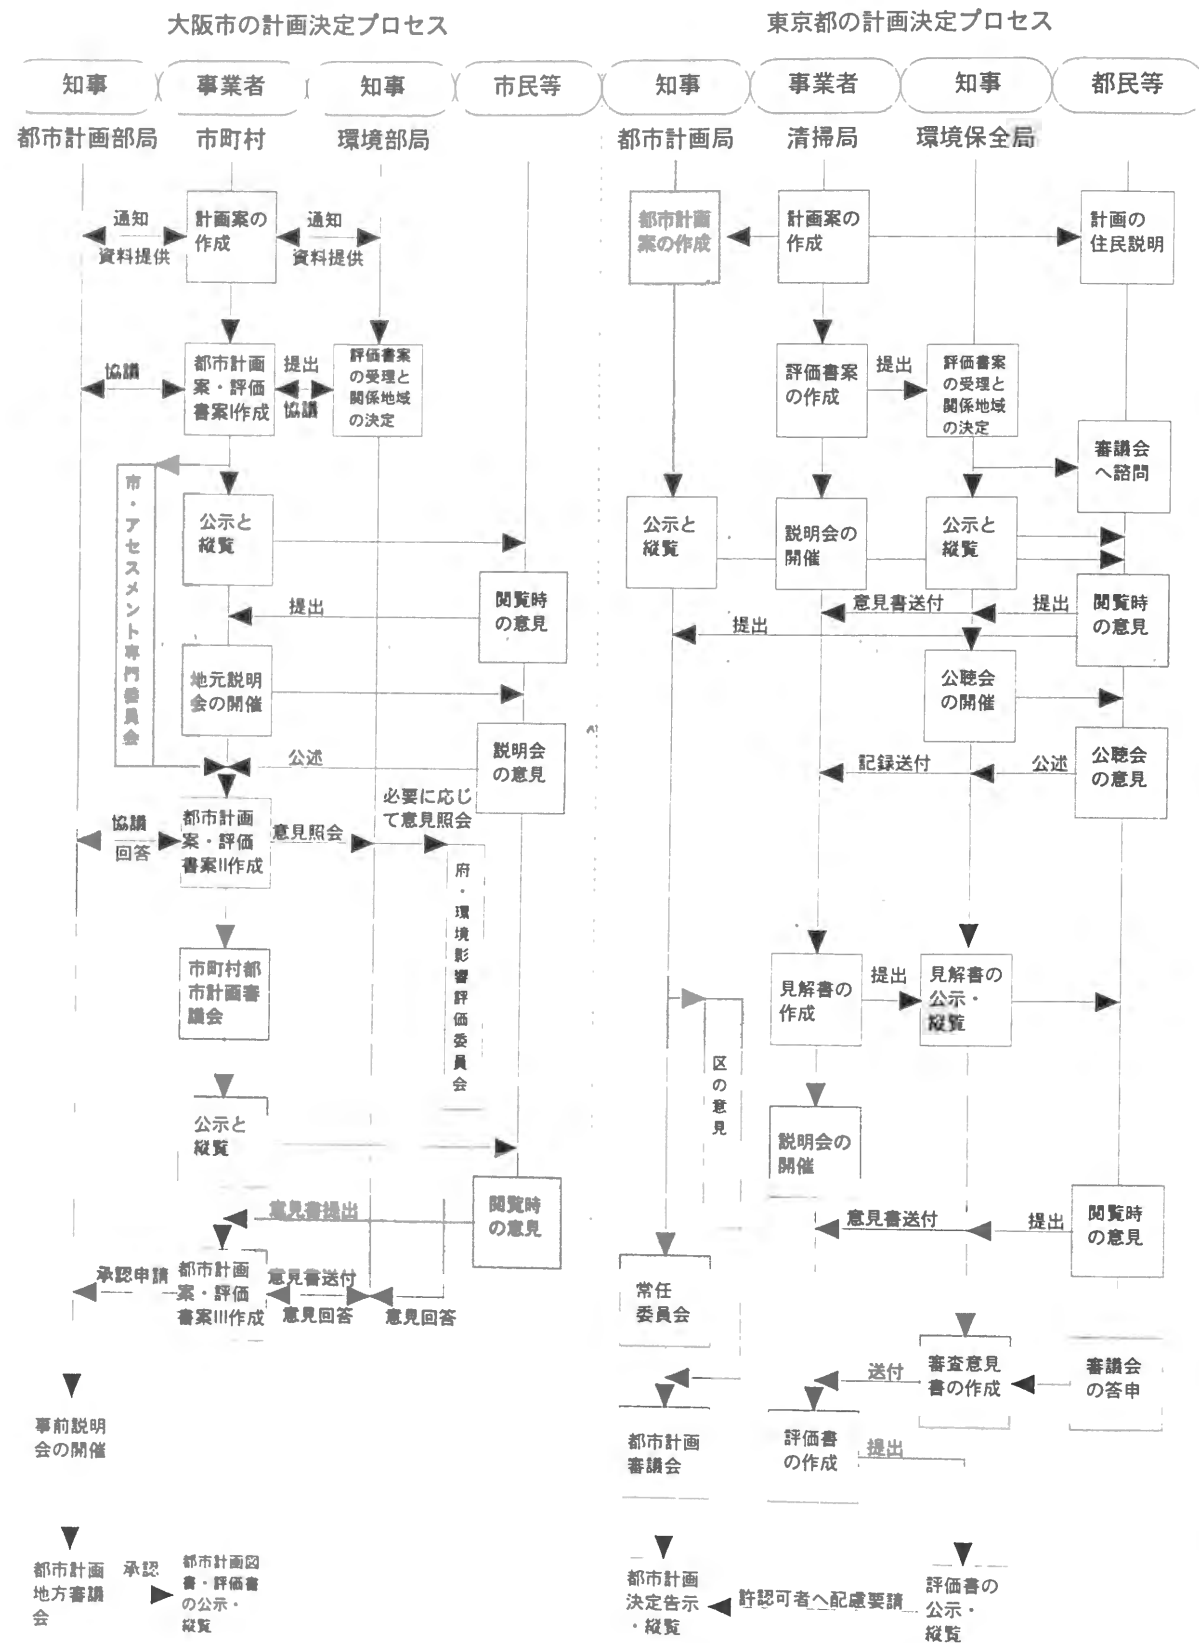 大阪市の計画決定プロセス
知事
事業者
知事
市民等
都市計画部局
市町村
環境部局
通知
資料提供
計画案の
作成
通知
資料提供
協議
都市計画
案・評価
書案I作成
提出
協議
評価書案
の受理と
関係地域
の決定
市・アセスメント専門委員会
公示と
縦覧
提出
閲覧時
の意見
地元説明
会の開催
公述
説明会
の意見
協議
回答
都市計画
案・評価
書案II作成
意見照会
必要に応じ
て意見照会
府・環境影響評価委員会
市町村都
市計画審
議会
公示と
縦覧
意見書提出
閲覧時
の意見
承認申請
都市計画
案・評価
書案III作成
意見書送付
意見回答
意見回答
事前説明
会の開催
都市計画
地方審議
会
承認
都市計画図
書・評価書
の公示・
縦覧
東京都の計画決定プロセス
知事
事業者
知事
都民等
都市計画局
清掃局
環境保全局
都市計画
案の作成
計画案の
作成
計画の
住民説明
評価書案
の作成
提出
評価書案
の受理と
関係地域
の決定
審議会
へ諮問
公示と
縦覧
説明会の
開催
公示と
縦覧
意見書送付
提出
提出
閲覧時
の意見
公聴会
の開催
記録送付
公述
公聴会
の意見
見解書の
作成
提出
見解書の
公示・
縦覧
区の意見
説明会の
開催
意見書送付
提出
閲覧時
の意見
常任
委員会
送付
審査意見
書の作成
審議会
の答申
都市計画
審議会
評価書
の作成
提出
都市計画
決定告示
・縦覧
許認可者へ配慮要請
評価書の
公示・
縦覧